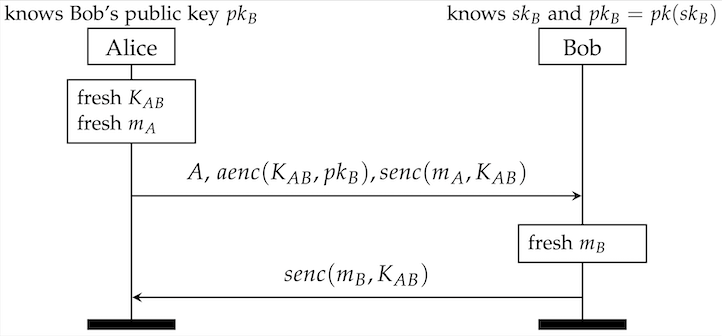 knows Bob's public key pk_B
knows sk_B and pk_B = pk(sk_B)
Alice
Bob
fresh K_AB
fresh m_A
A, aenc(K_AB, pk_B), senc(m_A, K_AB)
fresh m_B
senc(m_B, K_AB)